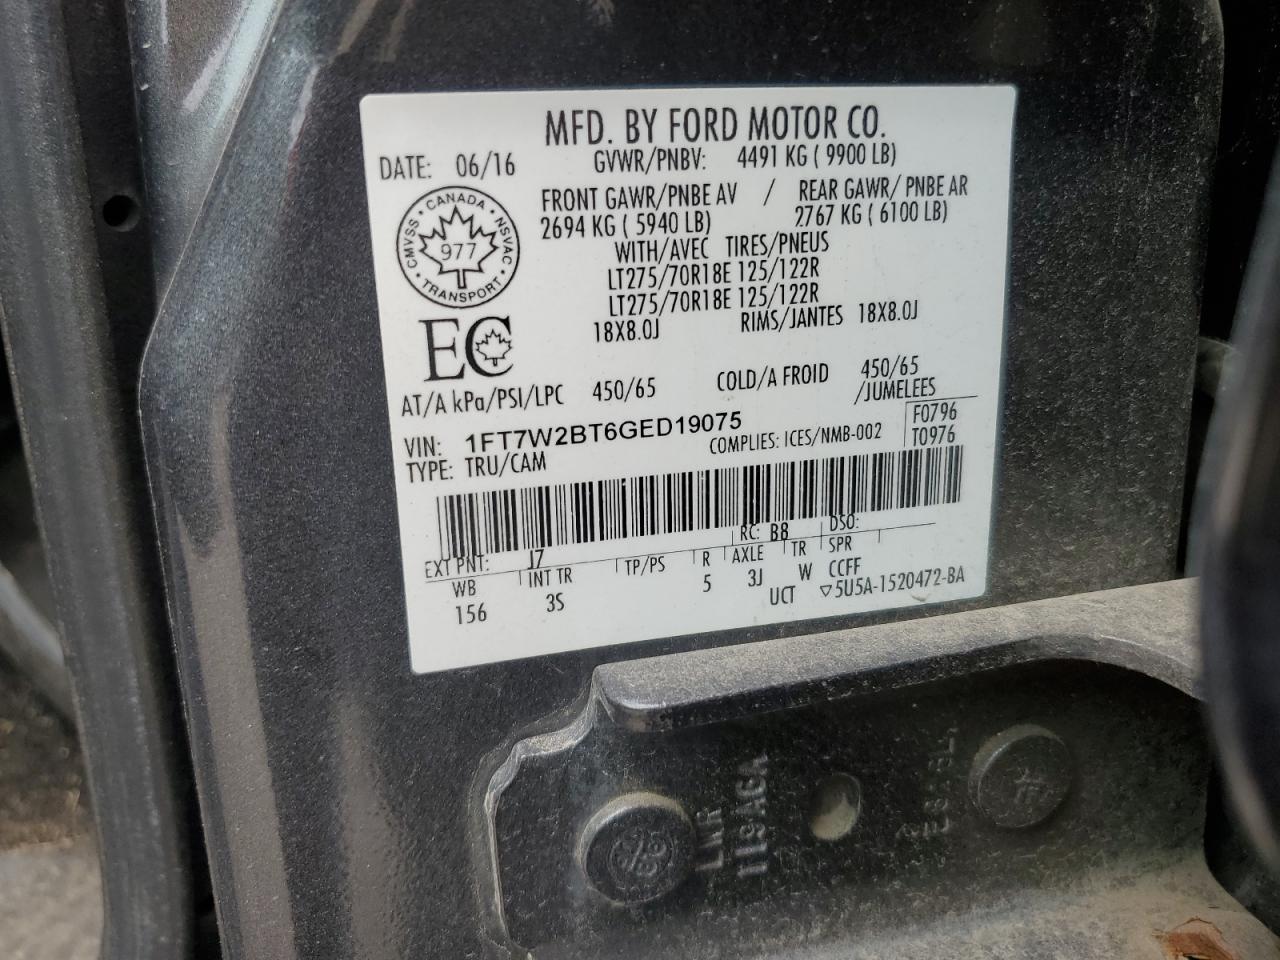 MFD. BY FORD MOTOR CO.
DATE: 06/16 GVWR/PNBV: 4491 KG ( 9900 LB)
FRONT GAWR/PNBE AV / REAR GAWR/PNBE AR
2694 KG ( 5940 LB) 2767 KG ( 6100 LB)
WITH/AVEC TIRES/PNEUS
LT275/70R18E 125/122R
LT275/70R18E 125/122R
18X8.0J RIMS/JANTES 18X8.0J
CANADA
CMVSS NSVAC
977
TRANSPORT
EC
AT/A kPa/PSI/LPC 450/65 COLD/A FROID 450/65
/JUMELEES
VIN: 1FT7W2BT6GED19075 F0796
TYPE: TRU/CAM COMPLIES: ICES/NMB-002 T0976
EXT PNT: J7 RC: B8 DSO:
WB INT TR TP/PS R AXLE TR SPR
156 3S 5 3J W CCFF
UCT 5U5A-1520472-BA
LKR
119AGA